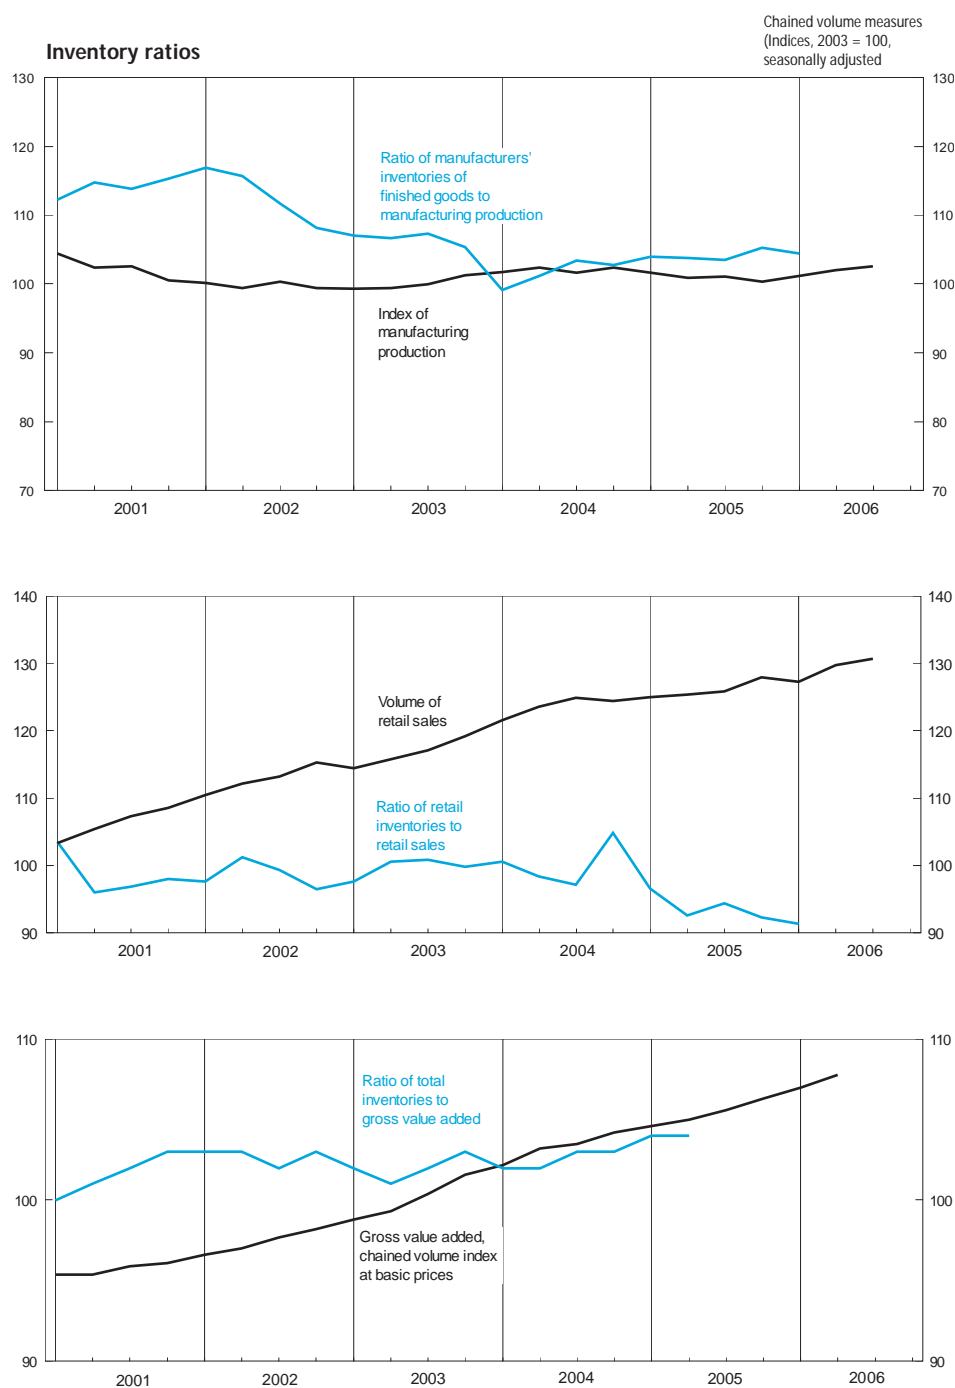 Chained volume measures
(Indices, 2003 = 100,
seasonally adjusted
Inventory ratios
130 130
120 120
Ratio of manufacturers'
inventories of
finished goods to
manufacturing production
110 110
100 100
Index of
manufacturing
production
90 90
80 80
70 70
2001 2002 2003 2004 2005 2006
140 140
130 130
Volume of
retail sales
120 120
110 110
Ratio of retail
inventories to
retail sales
100 100
90 90
2001 2002 2003 2004 2005 2006
110 110
Ratio of total
inventories to
gross value added
100 100
Gross value added,
chained volume index
at basic prices
90 90
2001 2002 2003 2004 2005 2006